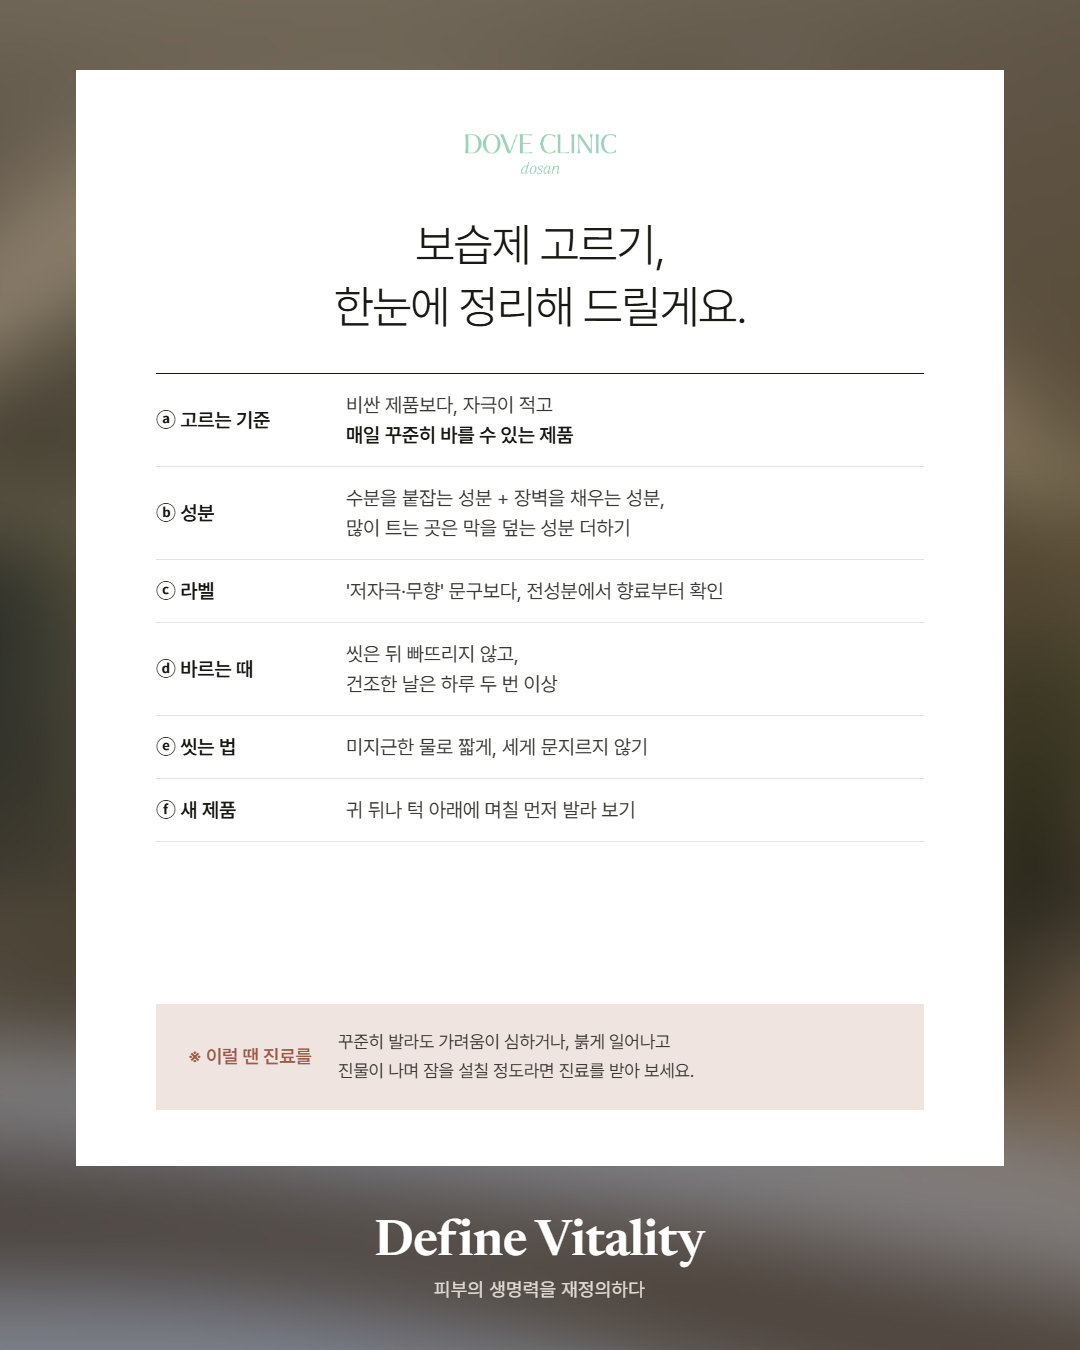 DOVE CLINIC
dosan
보습제 고르기,
한눈에 정리해 드릴게요.
ⓐ 고르는 기준
비싼 제품보다, 자극이 적고
매일 꾸준히 바를 수 있는 제품
ⓑ 성분
수분을 붙잡는 성분 + 장벽을 채우는 성분,
많이 트는 곳은 막을 덮는 성분 더하기
ⓒ 라벨
'저자극·무향' 문구보다, 전성분에서 향료부터 확인
ⓓ 바르는 때
씻은 뒤 빠뜨리지 않고,
건조한 날은 하루 두 번 이상
ⓔ 씻는 법
미지근한 물로 짧게, 세게 문지르지 않기
ⓕ 새 제품
귀 뒤나 턱 아래에 며칠 먼저 발라 보기
※ 이럴 땐 진료를
꾸준히 발라도 가려움이 심하거나, 붉게 일어나고
진물이 나며 잠을 설칠 정도라면 진료를 받아 보세요.
Define Vitality
피부의 생명력을 재정의하다